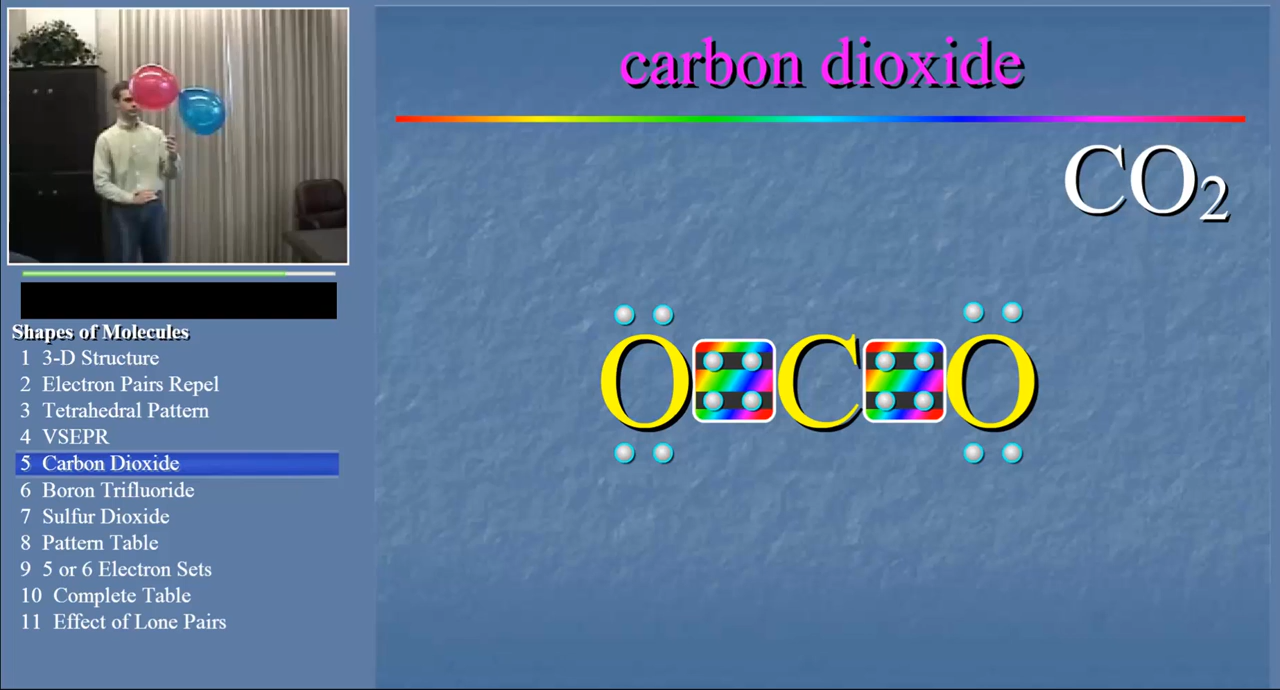 carbon dioxide
CO₂
O C O
Shapes of Molecules
1 3-D Structure
2 Electron Pairs Repel
3 Tetrahedral Pattern
4 VSEPR
5 Carbon Dioxide
6 Boron Trifluoride
7 Sulfur Dioxide
8 Pattern Table
9 5 or 6 Electron Sets
10 Complete Table
11 Effect of Lone Pairs